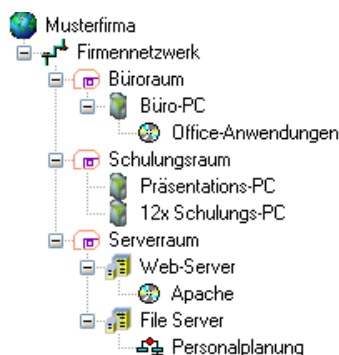 Musterfirma
Firmennetzwerk
Büroraum
Büro-PC
Office-Anwendungen
Schulungsraum
Präsentations-PC
12x Schulungs-PC
Serverraum
Web-Server
Apache
File Server
Personalplanung